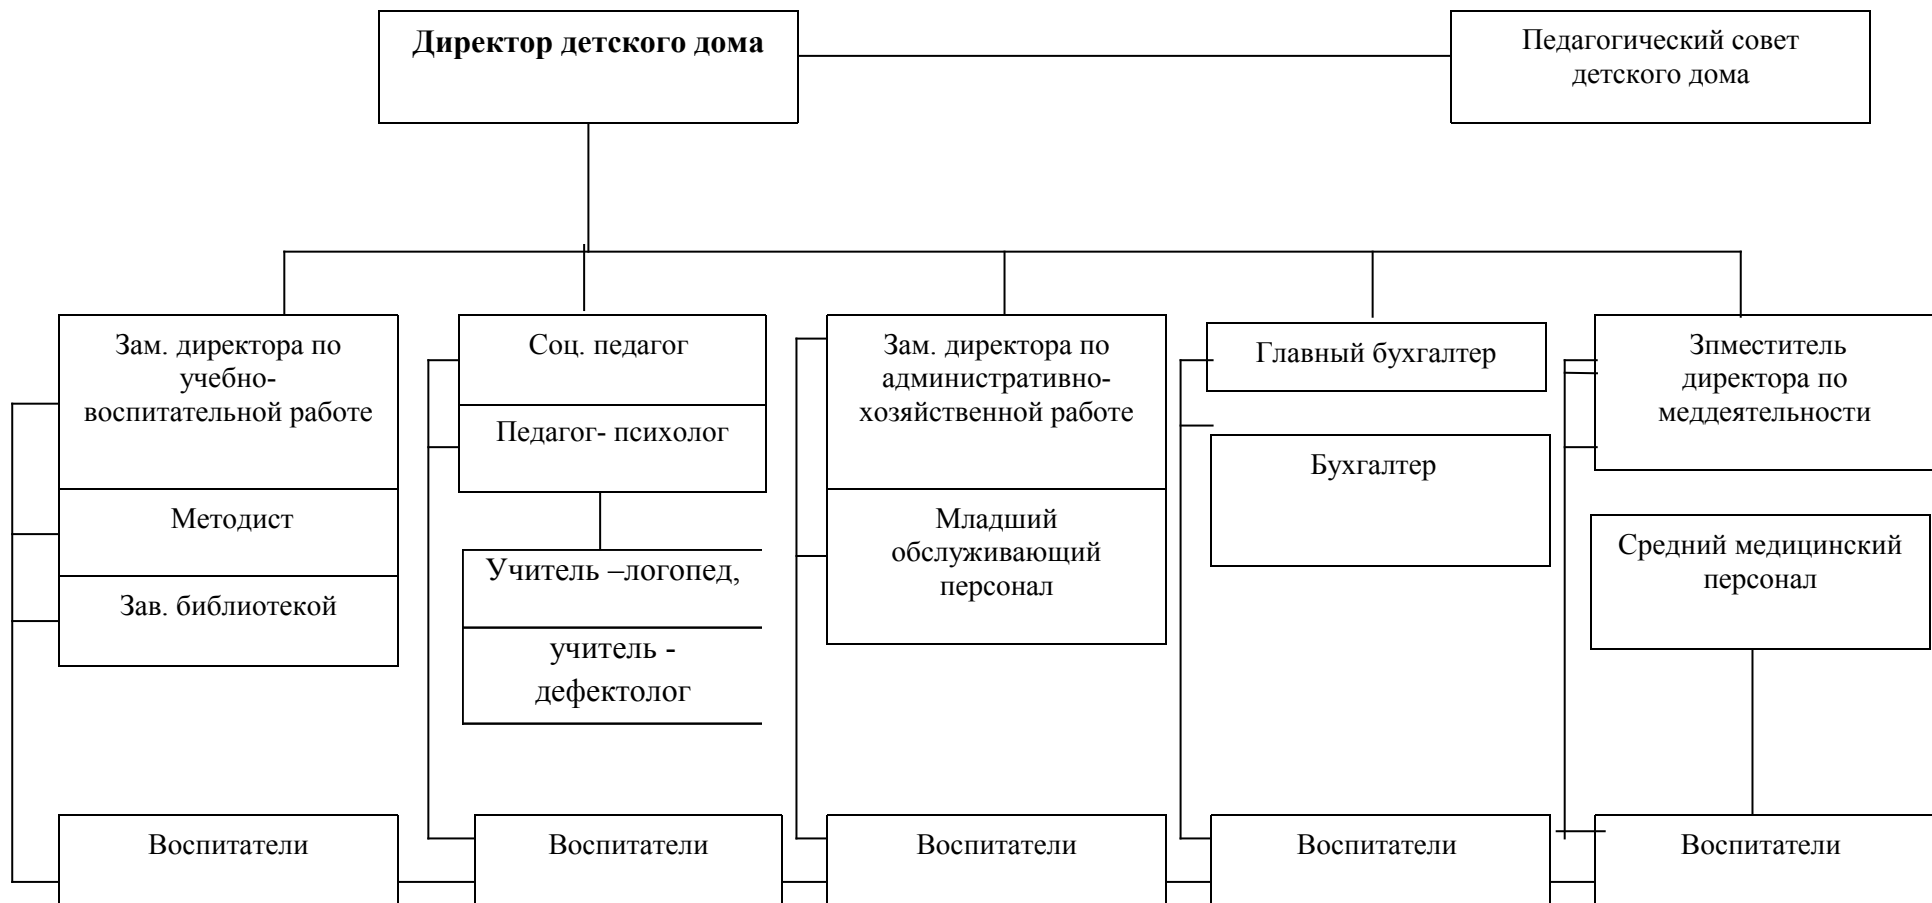 Директор детского дома
Педагогический совет
детского дома
Зам. директора по
учебно-
воспитательной работе
Методист
Зав. библиотекой
Соц. педагог
Педагог- психолог
Учитель –логопед,
учитель -
дефектолог
Зам. директора по
административно-
хозяйственной работе
Младший
обслуживающий
персонал
Главный бухгалтер
Бухгалтер
Зпместитель
директора по
меддеятельности
Средний медицинский
персонал
Воспитатели
Воспитатели
Воспитатели
Воспитатели
Воспитатели